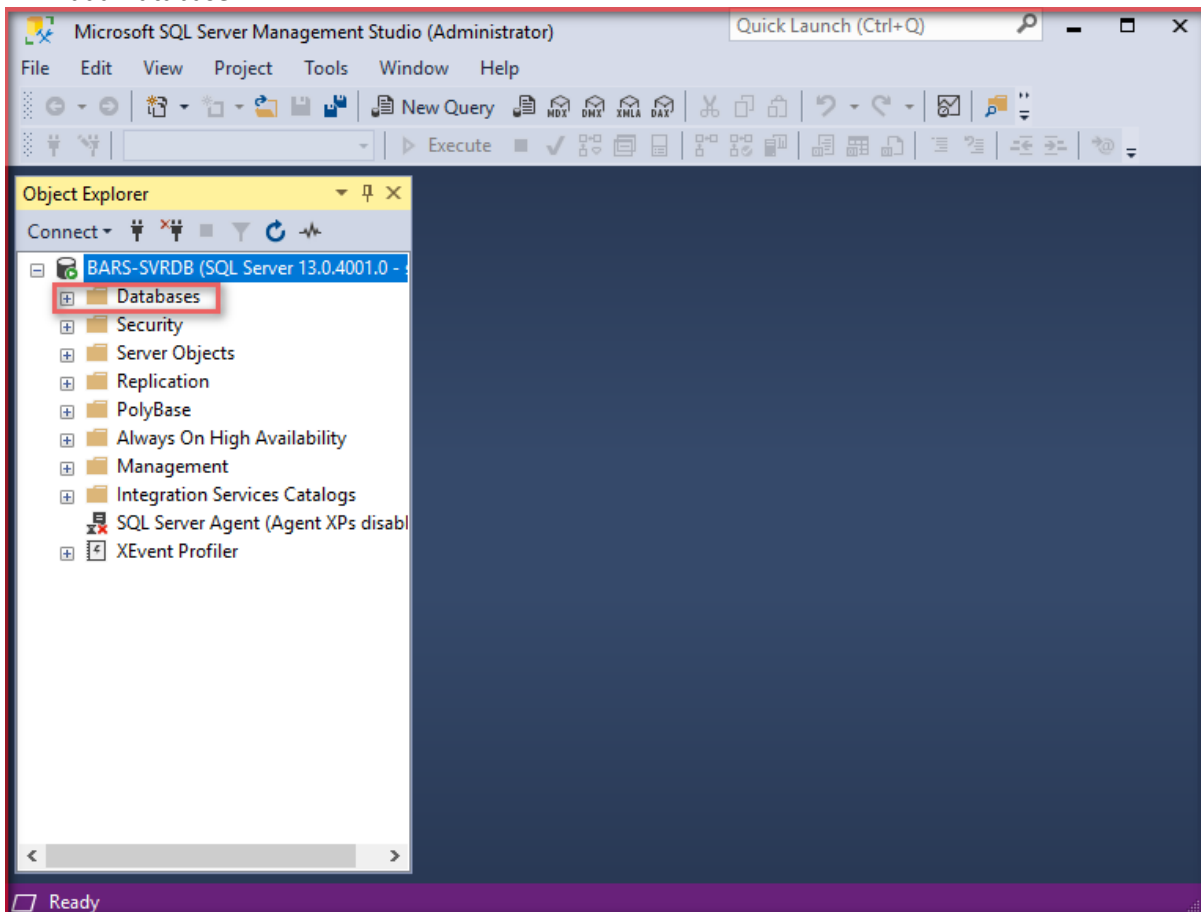 Microsoft SQL Server Management Studio (Administrator) Quick Launch (Ctrl+Q)
File Edit View Project Tools Window Help
New Query MDX DMX XMLA DAX
Execute
Object Explorer
Connect
BARS-SVRDB (SQL Server 13.0.4001.0 -
Databases
Security
Server Objects
Replication
PolyBase
Always On High Availability
Management
Integration Services Catalogs
SQL Server Agent (Agent XPs disabl
XEvent Profiler
Ready